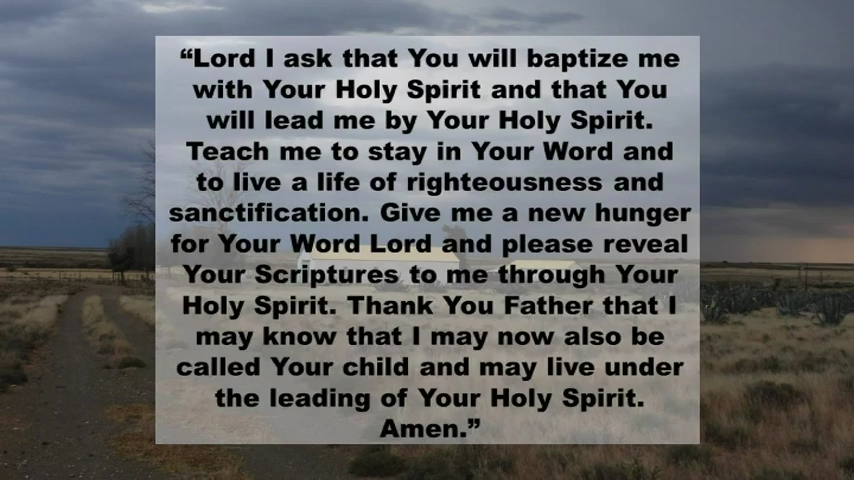 “Lord I ask that You will baptize me
with Your Holy Spirit and that You
will lead me by Your Holy Spirit.
Teach me to stay in Your Word and
to live a life of righteousness and
sanctification. Give me a new hunger
for Your Word Lord and please reveal
Your Scriptures to me through Your
Holy Spirit. Thank You Father that I
may know that I may now also be
called Your child and may live under
the leading of Your Holy Spirit.
Amen.”